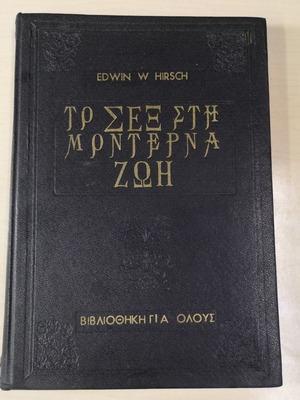 EDWIN W HIRSCH
ΤΟ ΣΕΞ ΣΤΗ
ΜΟΝΤΕΡΝΑ
ΖΩΗ
ΒΙΒΛΙΟΘΗΚΗ ΓΙΑ ΟΛΟΥΣ